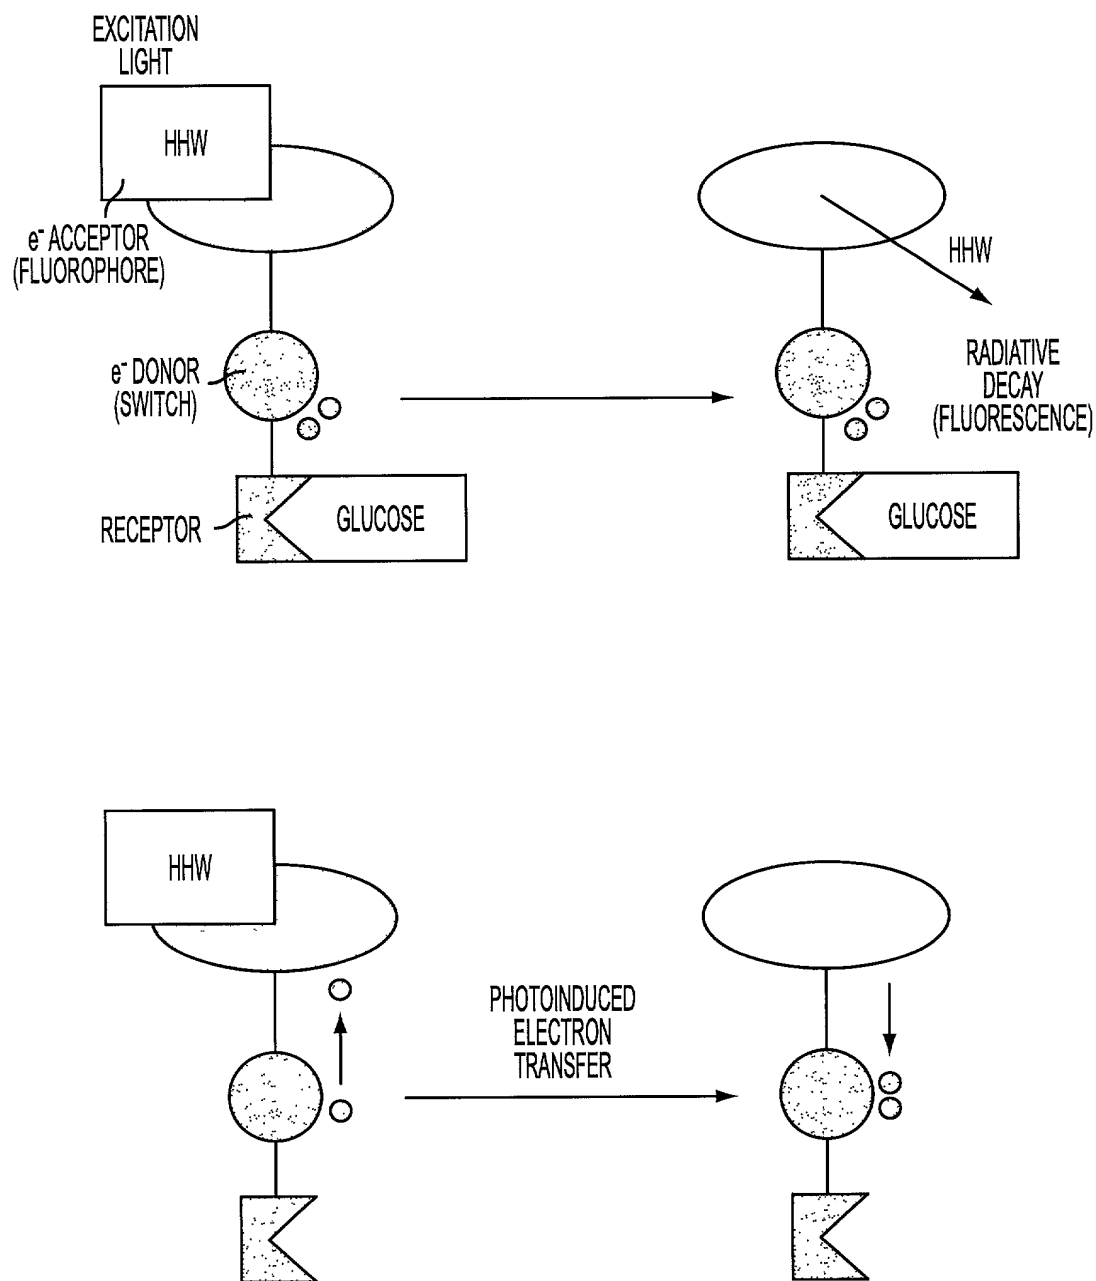 EXCITATION
LIGHT
HHW
e⁻ ACCEPTOR
(FLUOROPHORE)
HHW
e⁻ DONOR
(SWITCH)
RADIATIVE
DECAY
(FLUORESCENCE)
RECEPTOR
GLUCOSE
GLUCOSE
HHW
PHOTOINDUCED
ELECTRON
TRANSFER